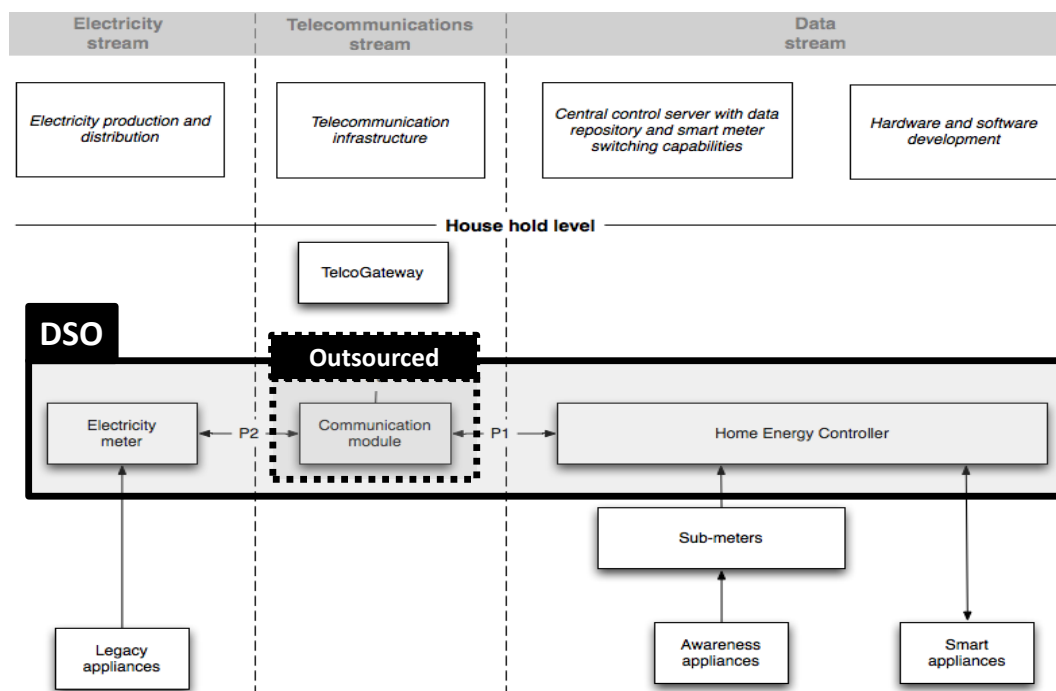 Electricity
stream
Telecommunications
stream
Data
stream
Electricity production and
distribution
Telecommunication
infrastructure
Central control server with data
repository and smart meter
switching capabilities
Hardware and software
development
House hold level
TelcoGateway
DSO
Outsourced
Electricity
meter
P2
Communication
module
P1
Home Energy Controller
Sub-meters
Legacy
appliances
Awareness
appliances
Smart
appliances